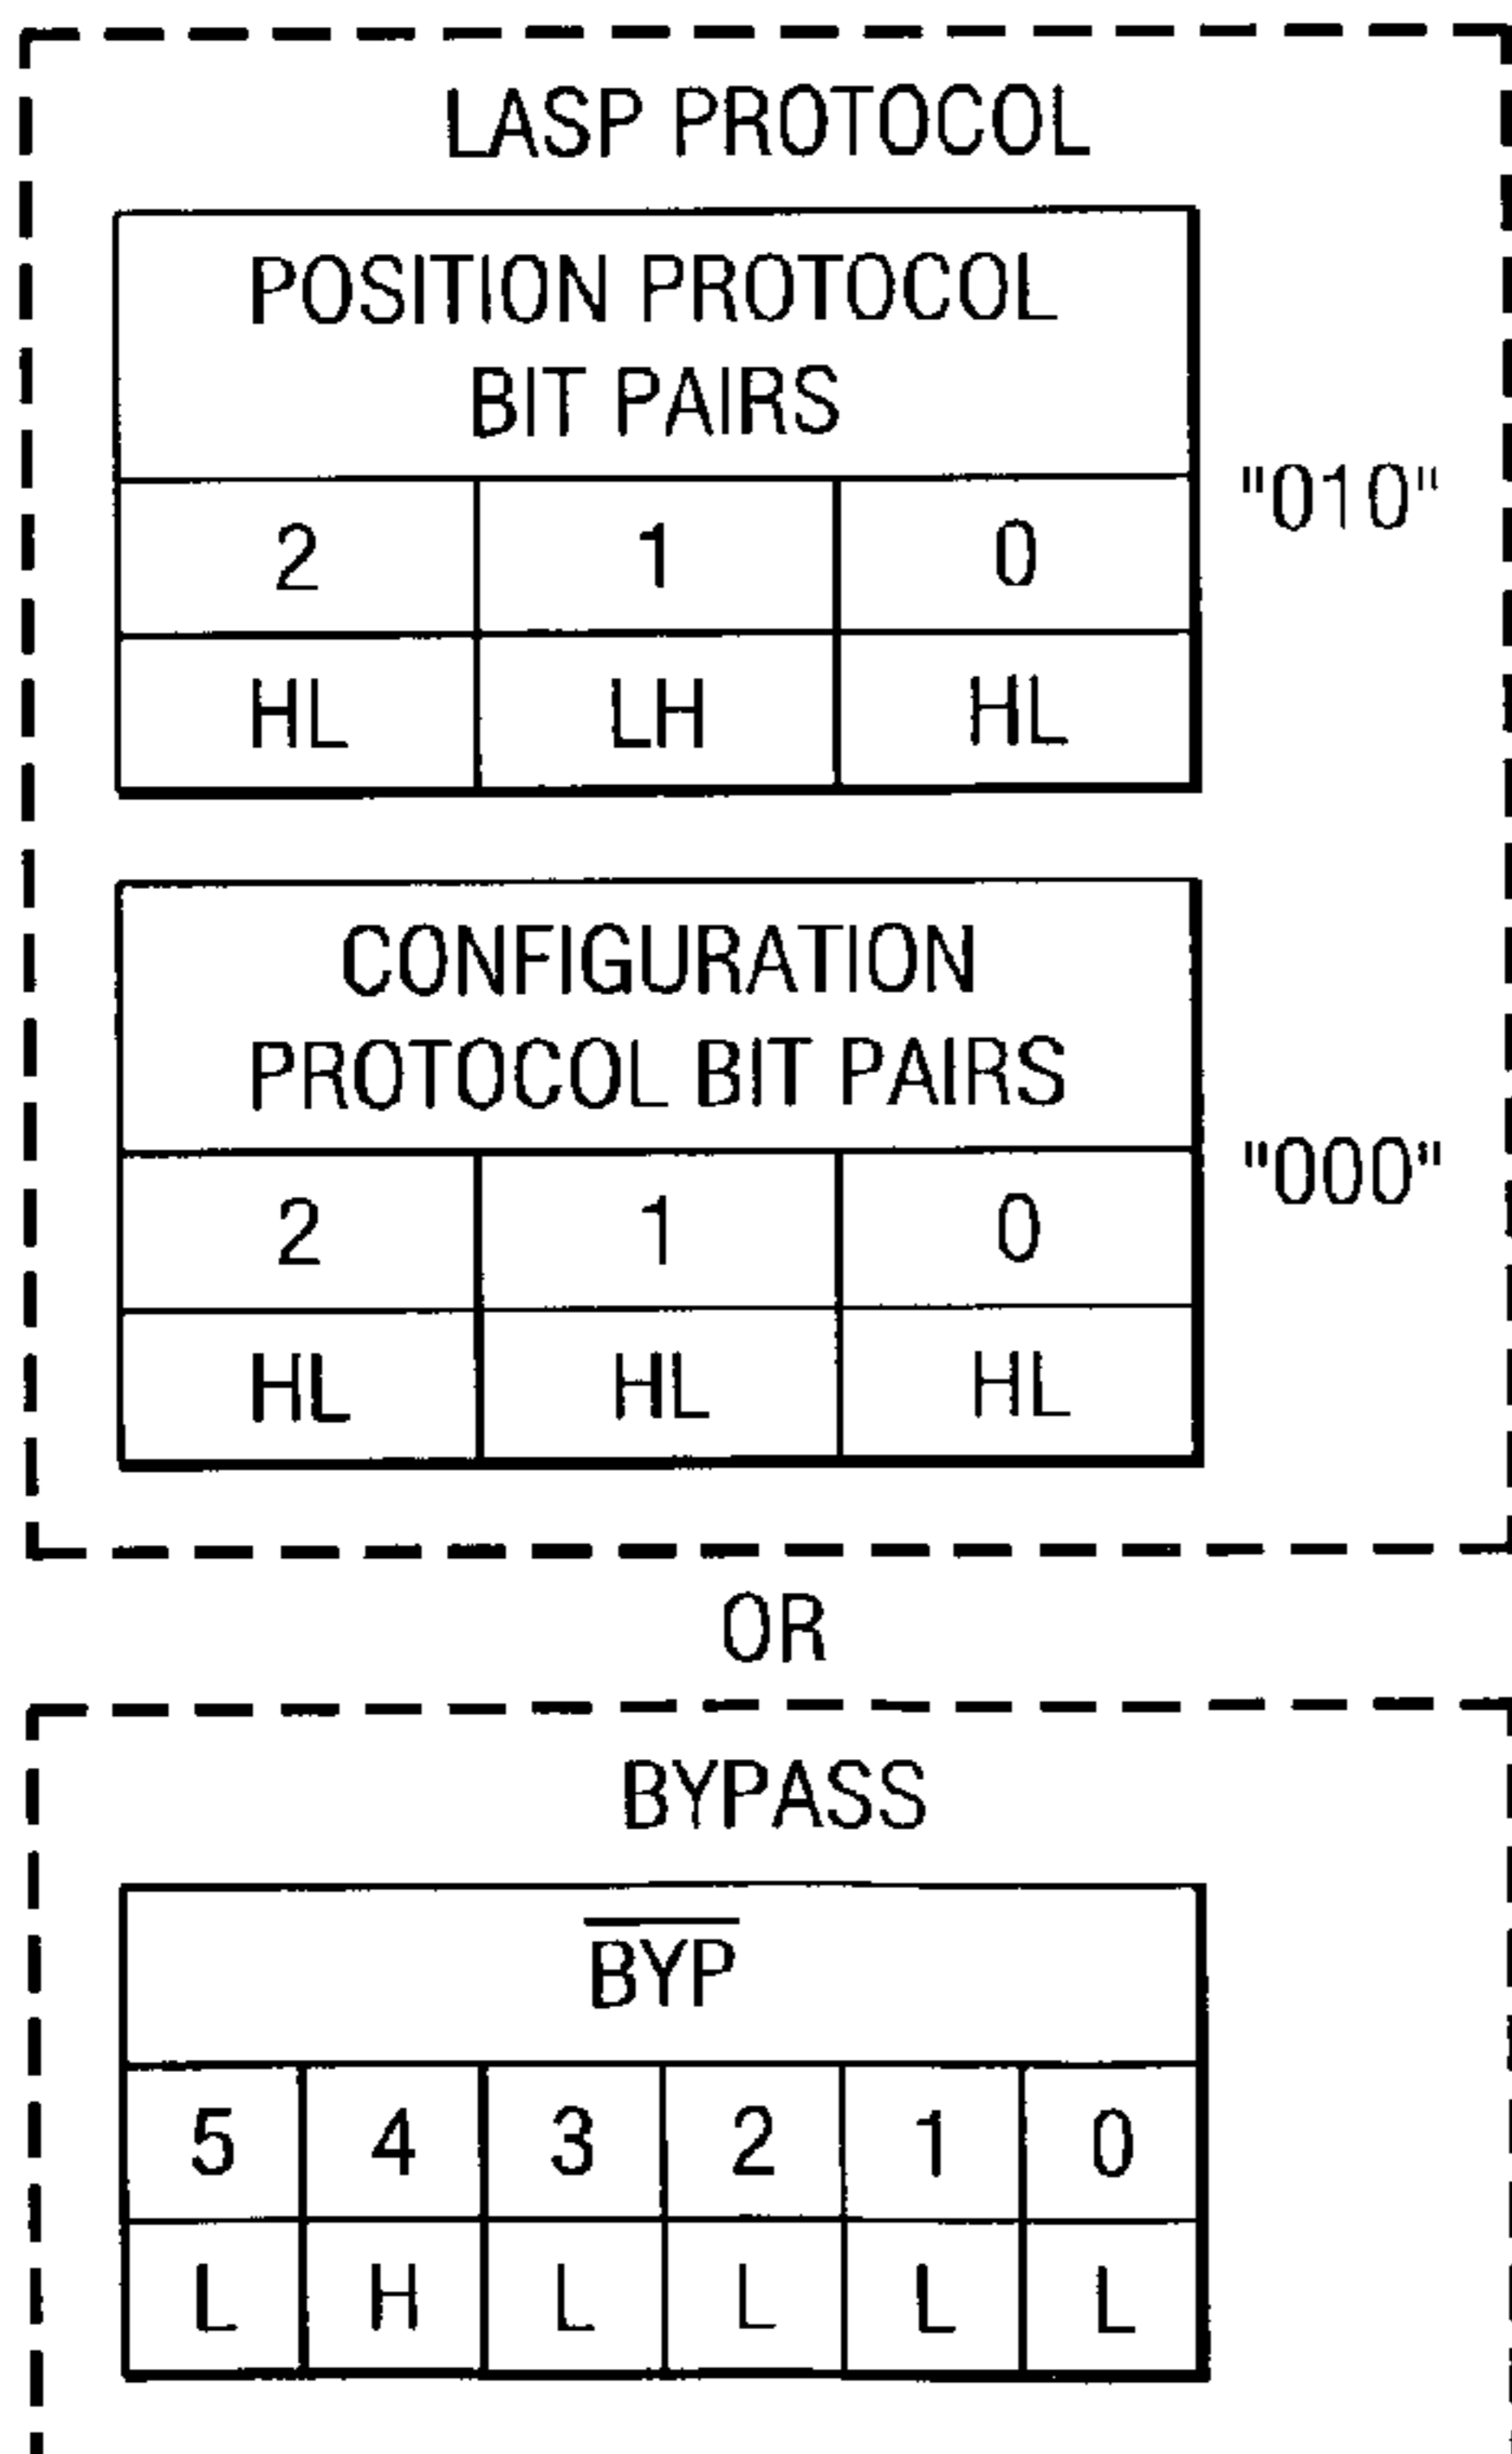 LASP PROTOCOL
POSITION PROTOCOL
BIT PAIRS
"010"
2 1 0
HL LH HL
CONFIGURATION
PROTOCOL BIT PAIRS
"000"
2 1 0
HL HL HL
OR
BYPASS
B̅Y̅P̅
5 4 3 2 1 0
L H L L L L